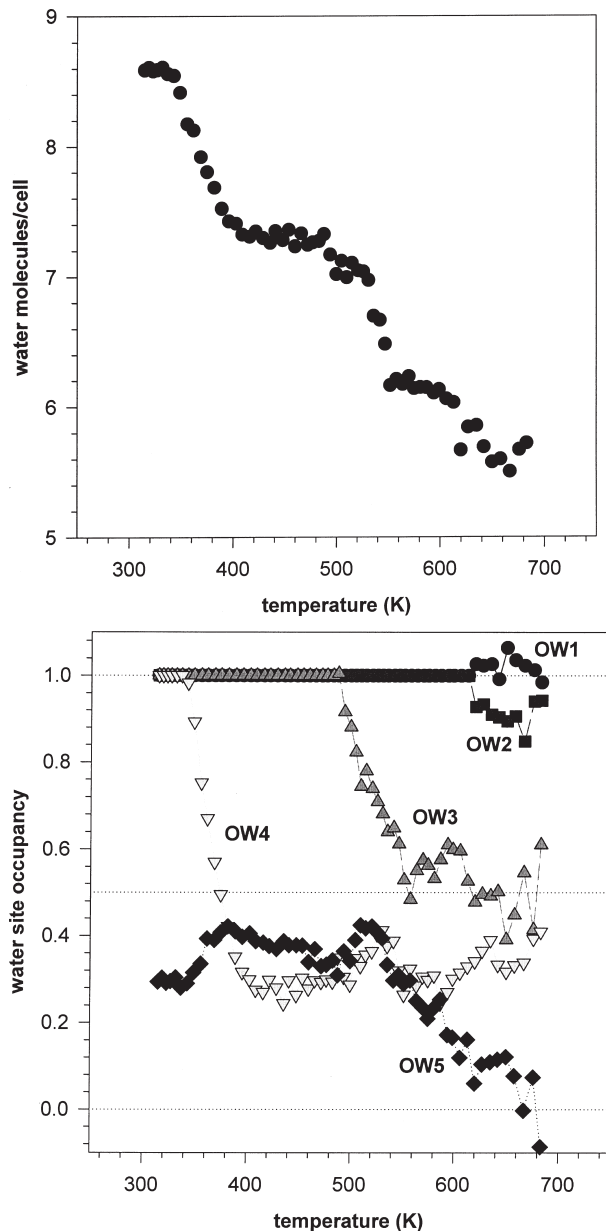 9
8
7
6
5
water molecules/cell
300 400 500 600 700
temperature (K)
1.0
0.8
0.6
0.4
0.2
0.0
water site occupancy
OW1
OW2
OW3
OW4
OW5
300 400 500 600 700
temperature (K)